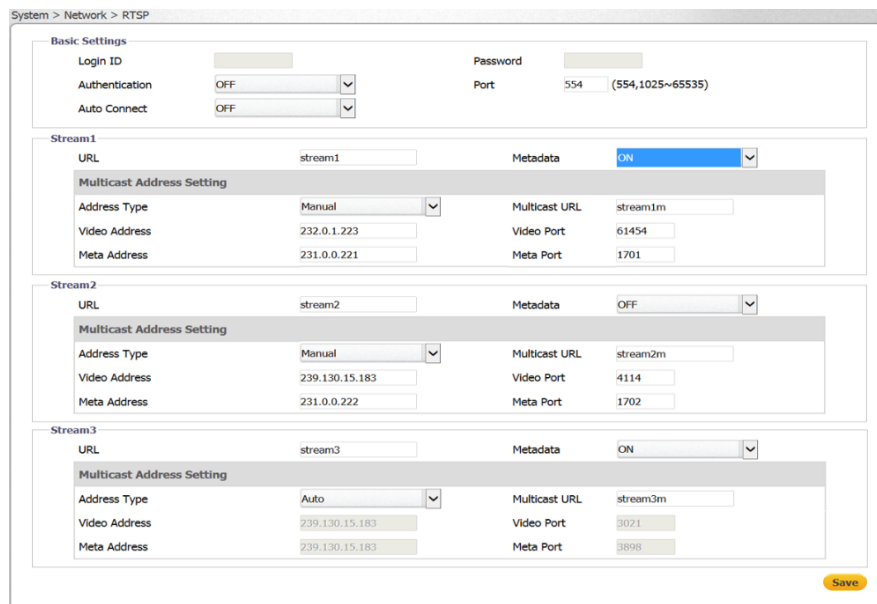 System > Network > RTSP
Basic Settings
Login ID Password
Authentication OFF Port 554 (554,1025~65535)
Auto Connect OFF
Stream1
URL stream1 Metadata ON
Multicast Address Setting
Address Type Manual Multicast URL stream1m
Video Address 232.0.1.223 Video Port 61454
Meta Address 231.0.0.221 Meta Port 1701
Stream2
URL stream2 Metadata OFF
Multicast Address Setting
Address Type Manual Multicast URL stream2m
Video Address 239.130.15.183 Video Port 4114
Meta Address 231.0.0.222 Meta Port 1702
Stream3
URL stream3 Metadata ON
Multicast Address Setting
Address Type Auto Multicast URL stream3m
Video Address 239.130.15.183 Video Port 3021
Meta Address 239.130.15.183 Meta Port 3898
Save